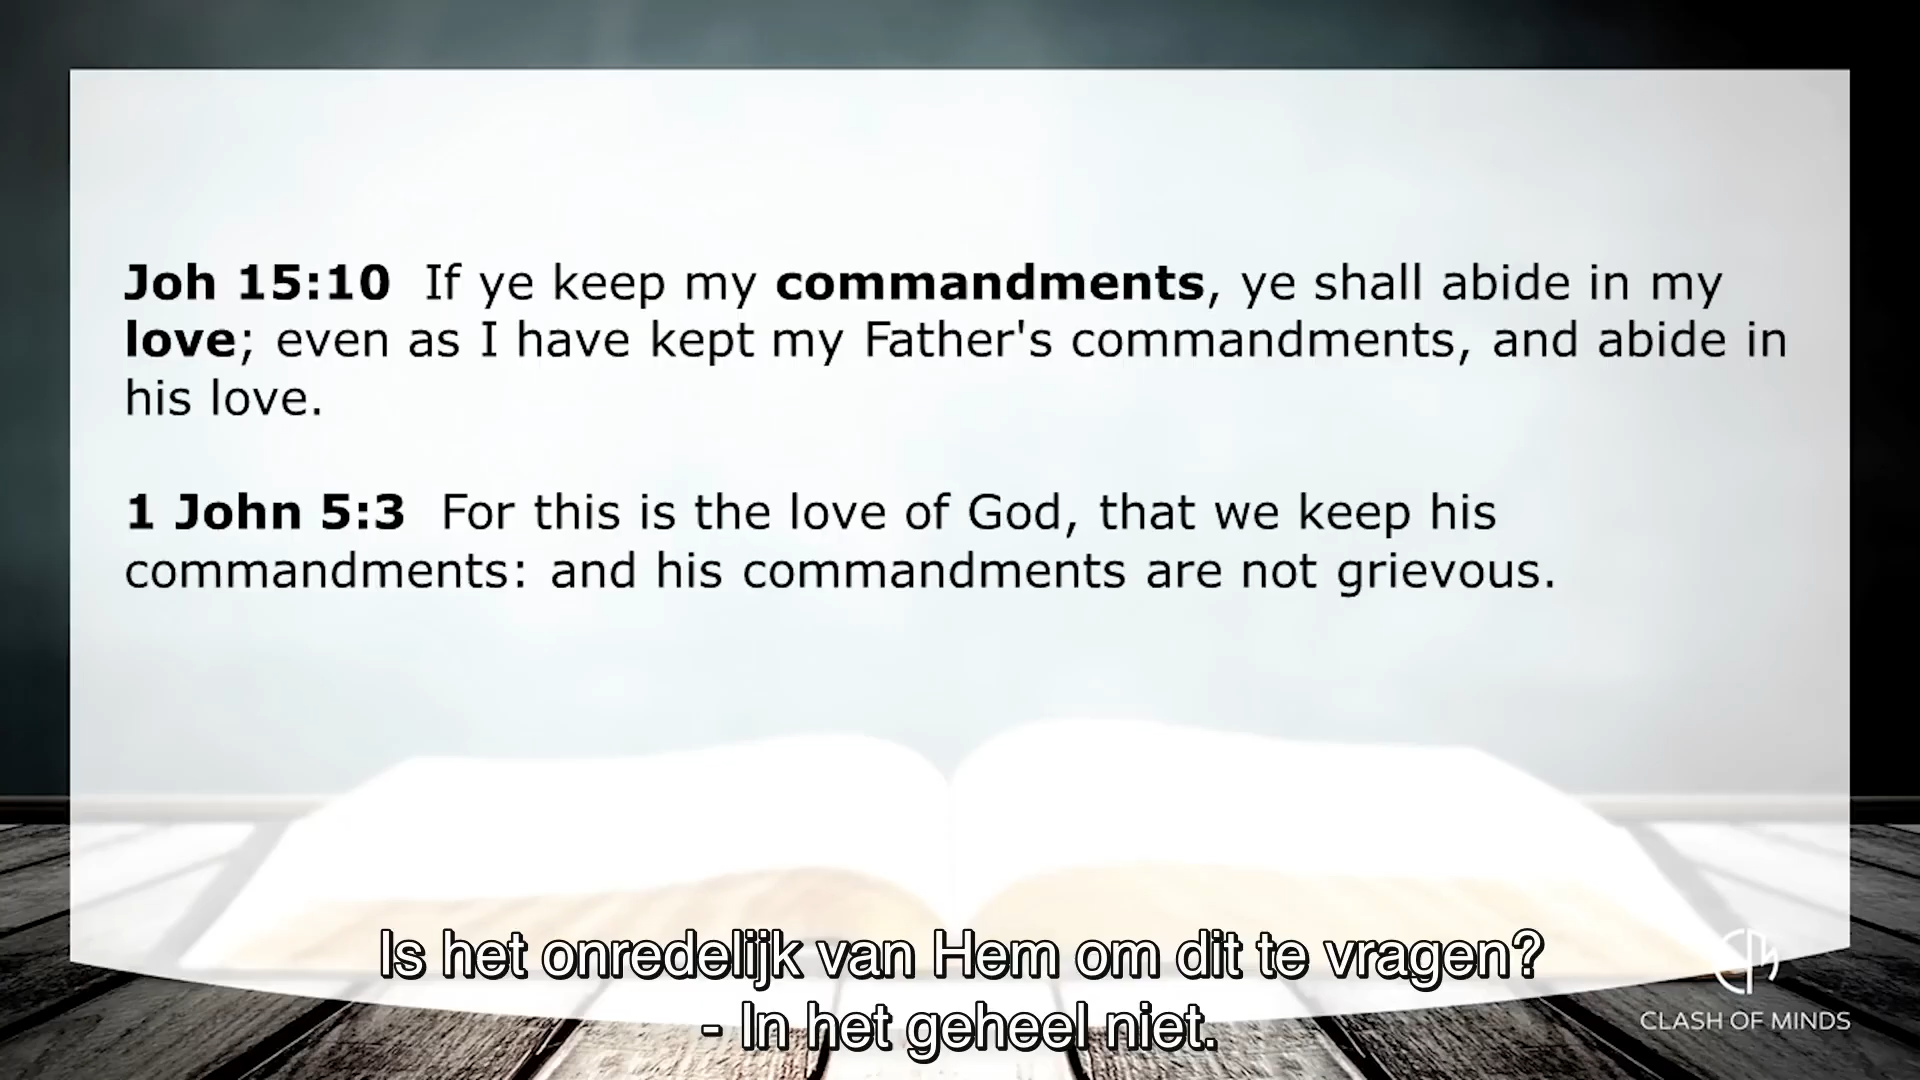 Joh 15:10 If ye keep my commandments, ye shall abide in my
love; even as I have kept my Father's commandments, and abide in
his love.
1 John 5:3 For this is the love of God, that we keep his
commandments: and his commandments are not grievous.
Is het onredelijk van Hem om dit te vragen?
- In het geheel niet.
CLASH OF MINDS